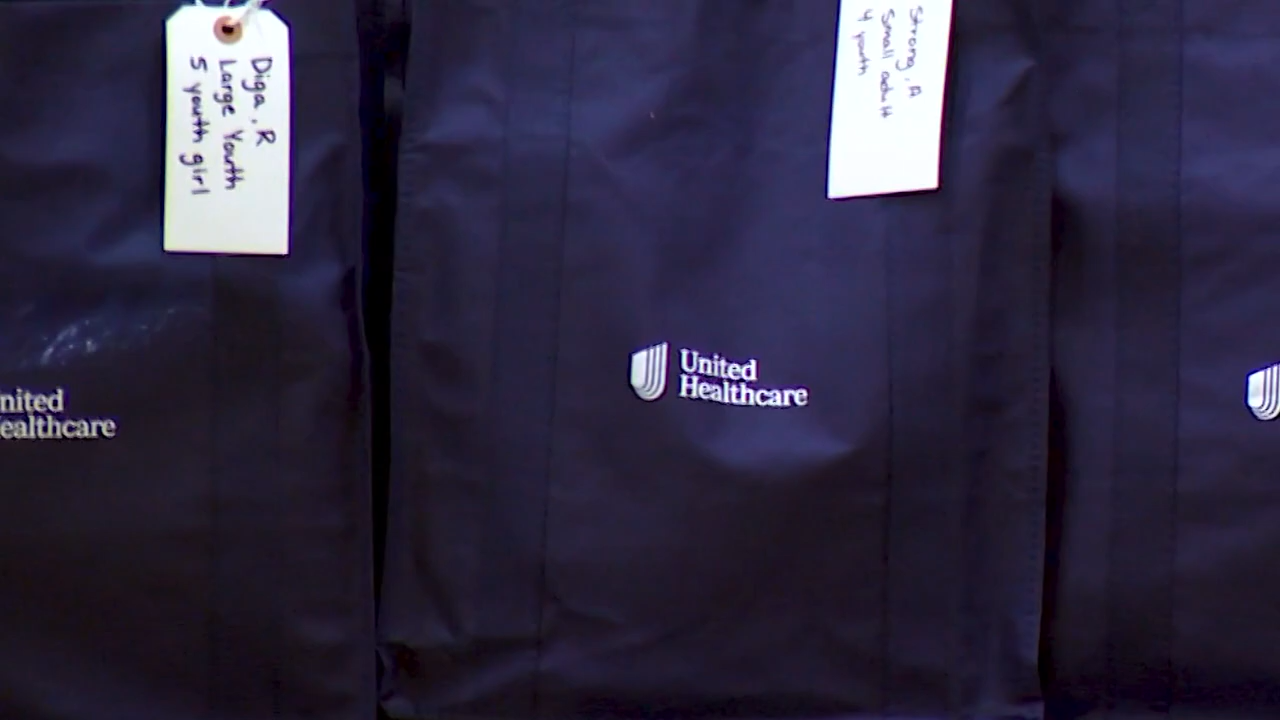 Diga, R
Large Youth
5 youth girl
Strong, A
Small adult
4 youth
nited
ealthcare
United
Healthcare